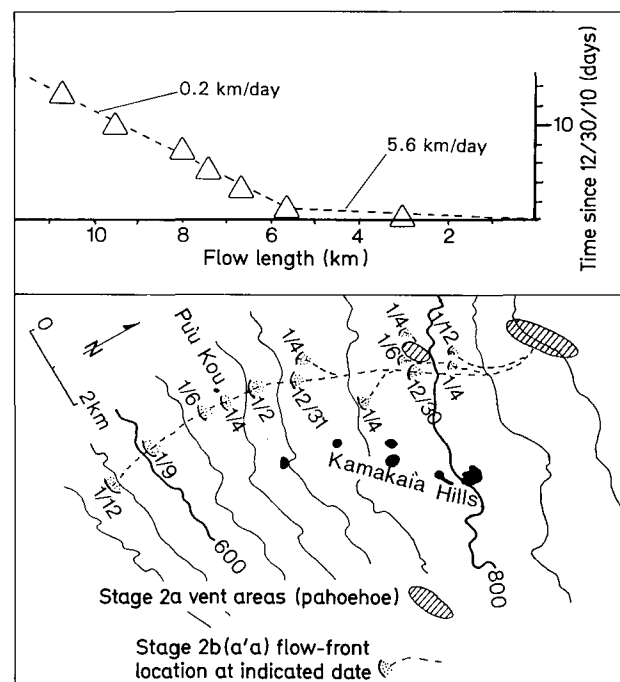 0.2 km/day
5.6 km/day
10
Time since 12/30/10 (days)
10
8
6
4
2
Flow length (km)
0
2km
N
Pu'u Kou
1/4
1/4
1/6
1/12
1/6
1/4
1/2
12/31
1/4
12/30
1/4
1/9
1/12
Kamakaia Hills
600
800
Stage 2a vent areas (pahoehoe)
Stage 2b (a'a) flow-front
location at indicated date